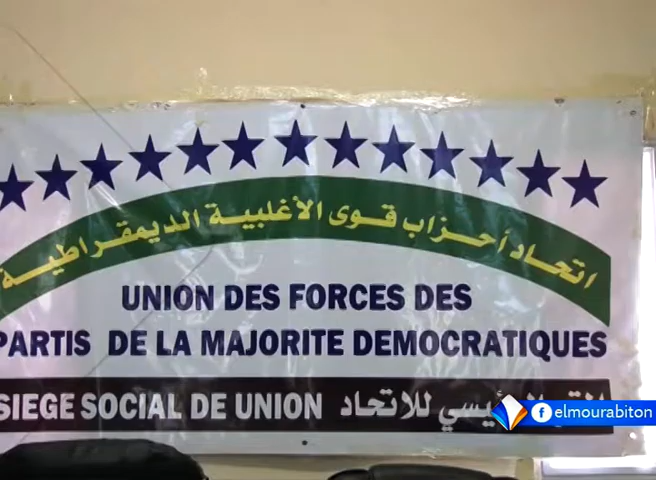 اتحاد أحزاب قوى الأغلبية الديمقراطية
UNION DES FORCES DES
PARTIS DE LA MAJORITE DEMOCRATIQUES
SIEGE SOCIAL DE UNION
للاتحاد
elmourabiton